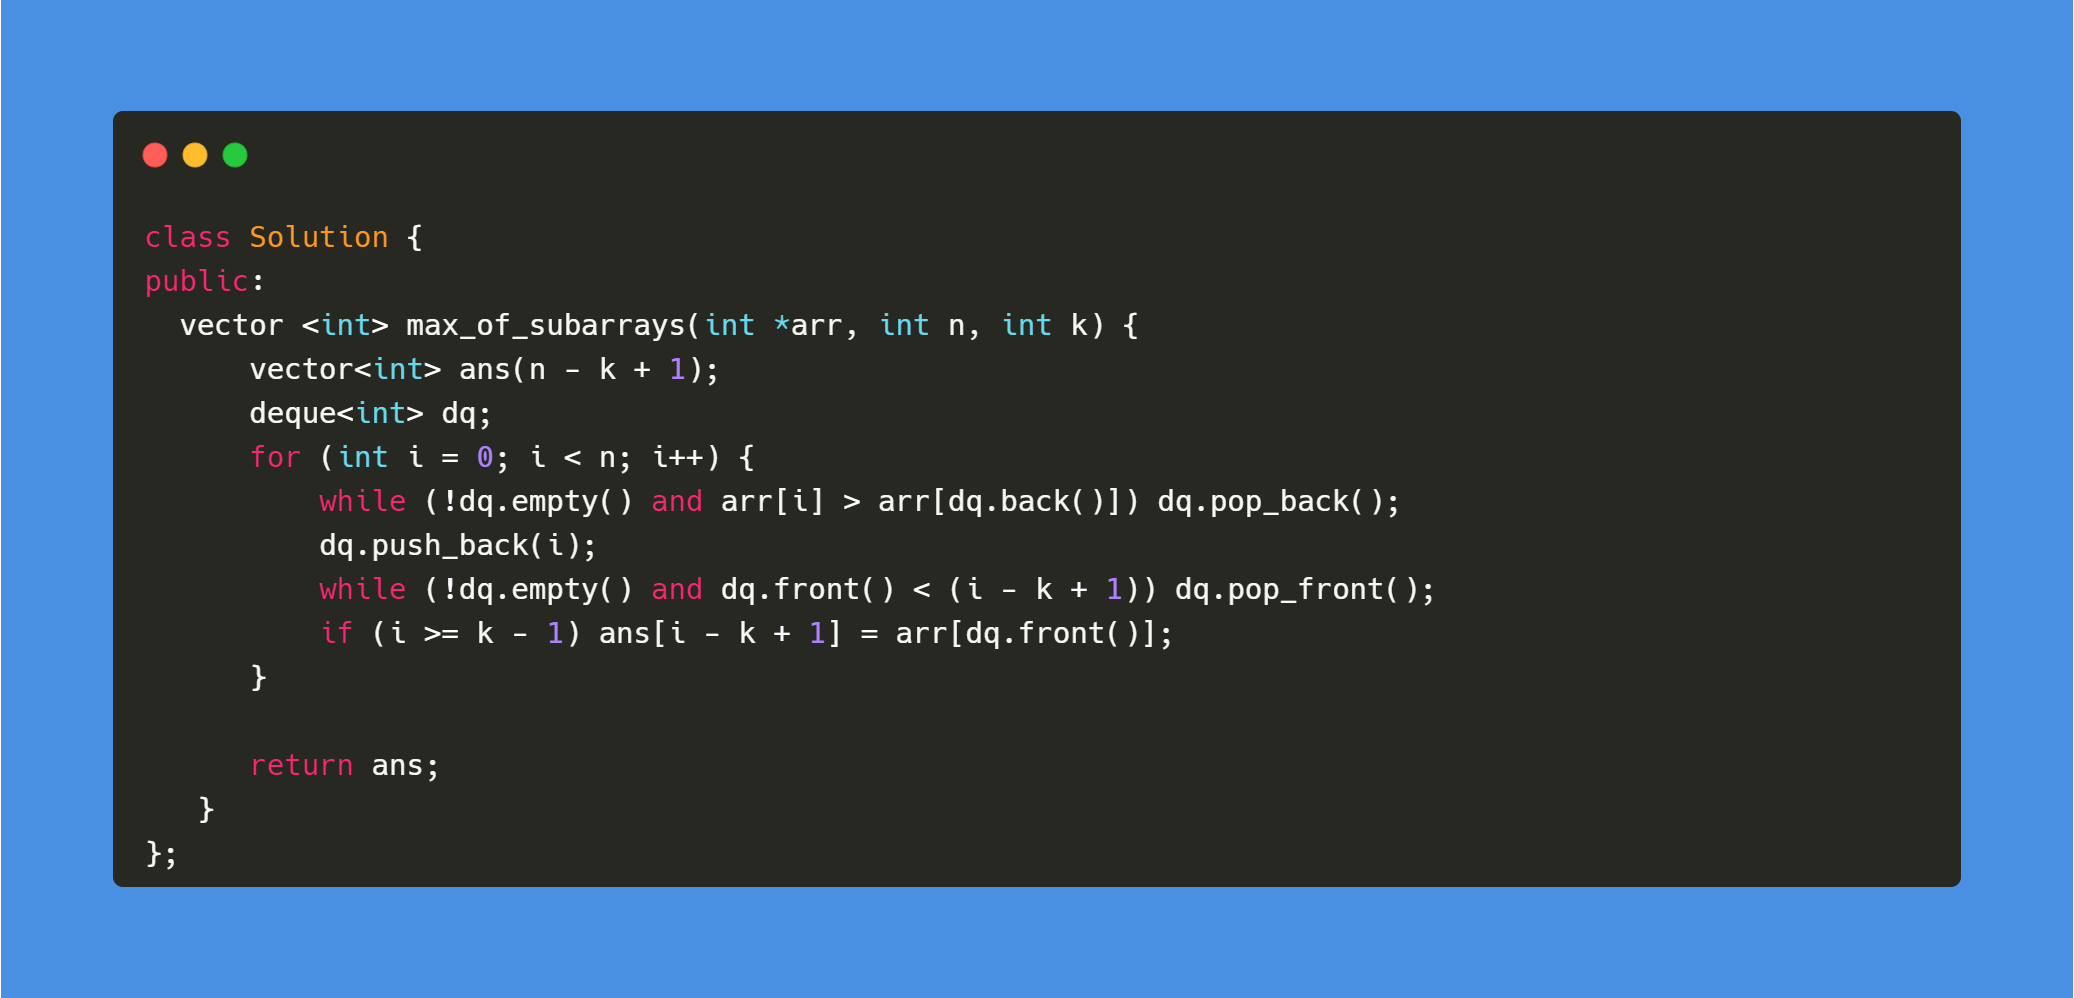 class Solution {
public:
  vector <int> max_of_subarrays(int *arr, int n, int k) {
      vector<int> ans(n - k + 1);
      deque<int> dq;
      for (int i = 0; i < n; i++) {
          while (!dq.empty() and arr[i] > arr[dq.back()]) dq.pop_back();
          dq.push_back(i);
          while (!dq.empty() and dq.front() < (i - k + 1)) dq.pop_front();
          if (i >= k - 1) ans[i - k + 1] = arr[dq.front()];
      }

      return ans;
   }
};